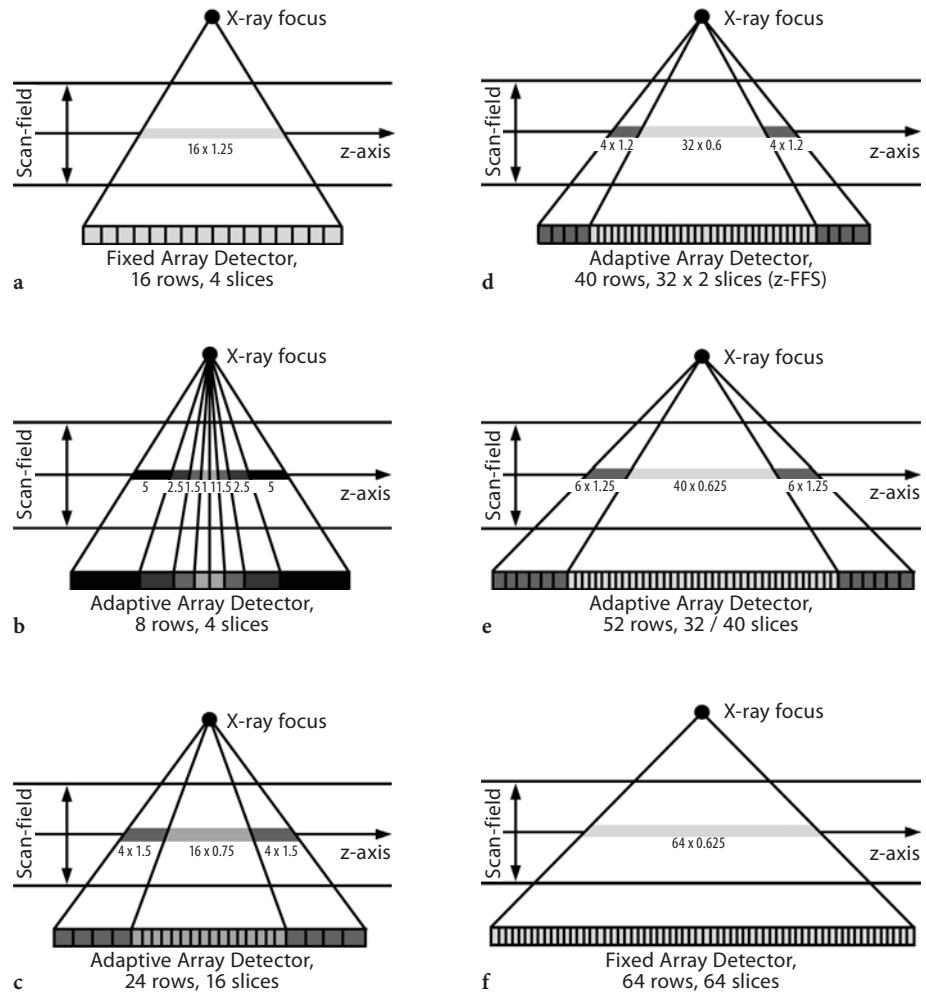 X-ray focus
Scan-field
16 x 1.25
z-axis
Fixed Array Detector,
16 rows, 4 slices
a
X-ray focus
Scan-field
5 2.5 1.5 1 1 1.5 2.5 5
z-axis
Adaptive Array Detector,
8 rows, 4 slices
b
X-ray focus
Scan-field
4 x 1.5 16 x 0.75 4 x 1.5
z-axis
Adaptive Array Detector,
24 rows, 16 slices
c
X-ray focus
Scan-field
4 x 1.2 32 x 0.6 4 x 1.2
z-axis
Adaptive Array Detector,
40 rows, 32 x 2 slices (z-FFS)
d
X-ray focus
Scan-field
6 x 1.25 40 x 0.625 6 x 1.25
z-axis
Adaptive Array Detector,
52 rows, 32 / 40 slices
e
X-ray focus
Scan-field
64 x 0.625
z-axis
Fixed Array Detector,
64 rows, 64 slices
f